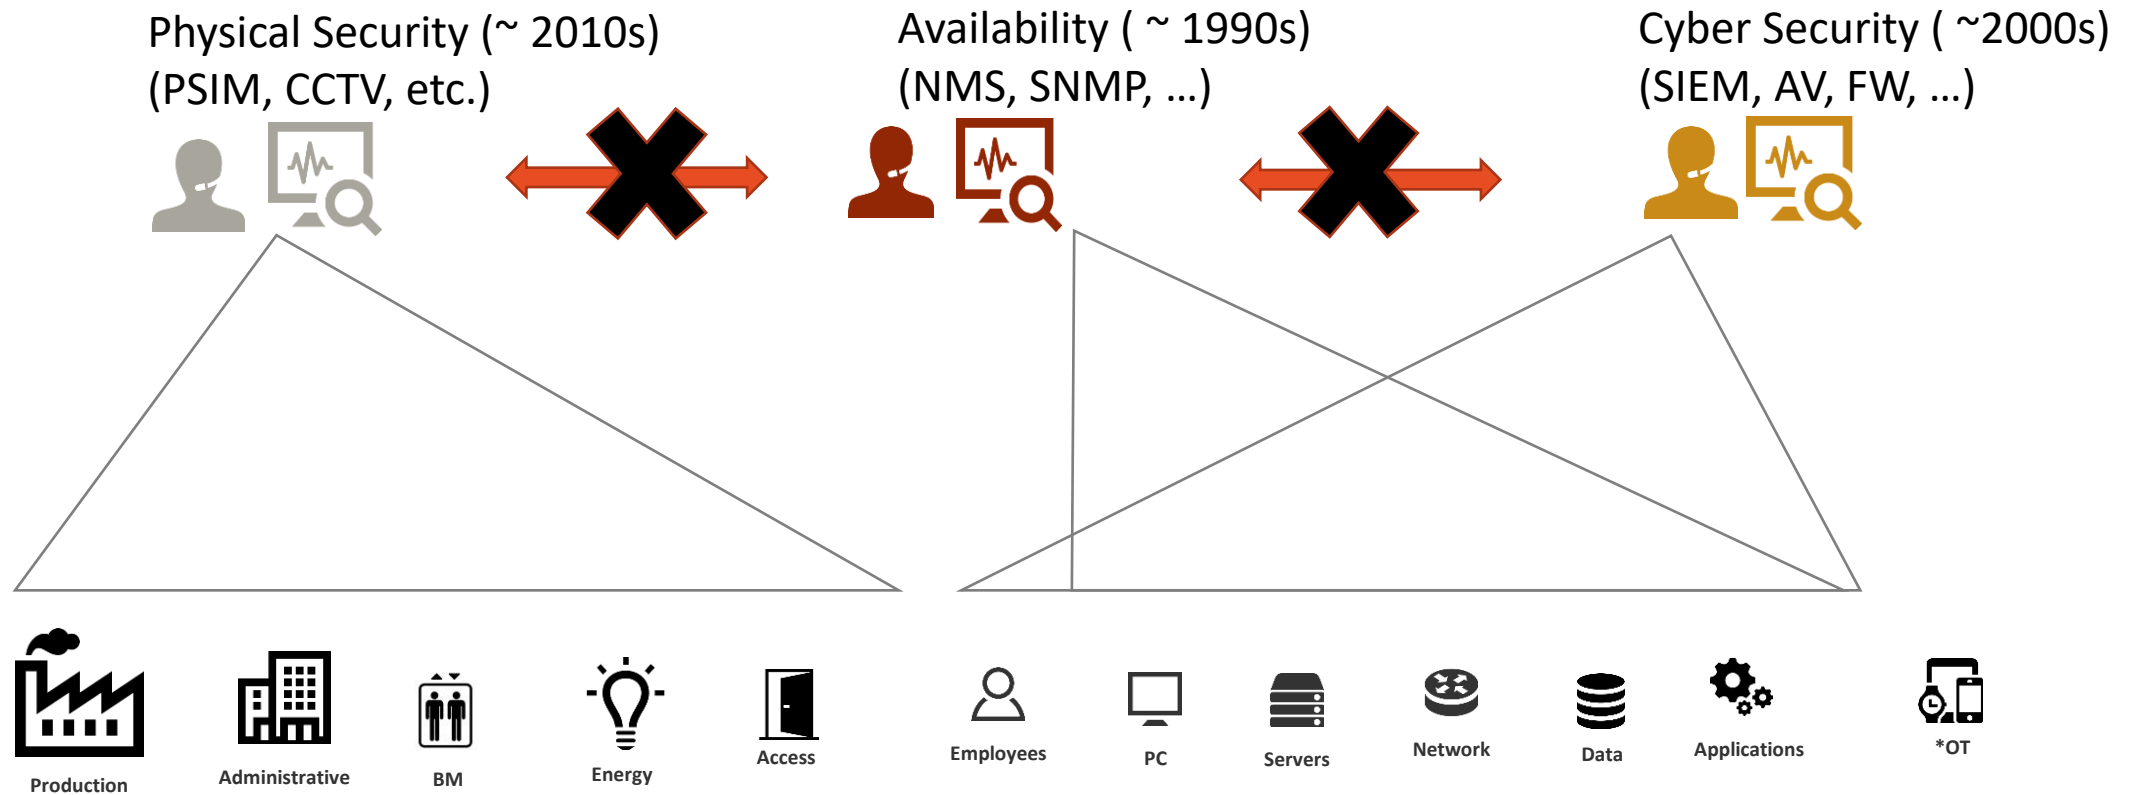 Physical Security (~ 2010s)
(PSIM, CCTV, etc.)
Availability ( ~ 1990s)
(NMS, SNMP, …)
Cyber Security ( ~2000s)
(SIEM, AV, FW, …)
Production
Administrative
BM
Energy
Access
Employees
PC
Servers
Network
Data
Applications
*OT